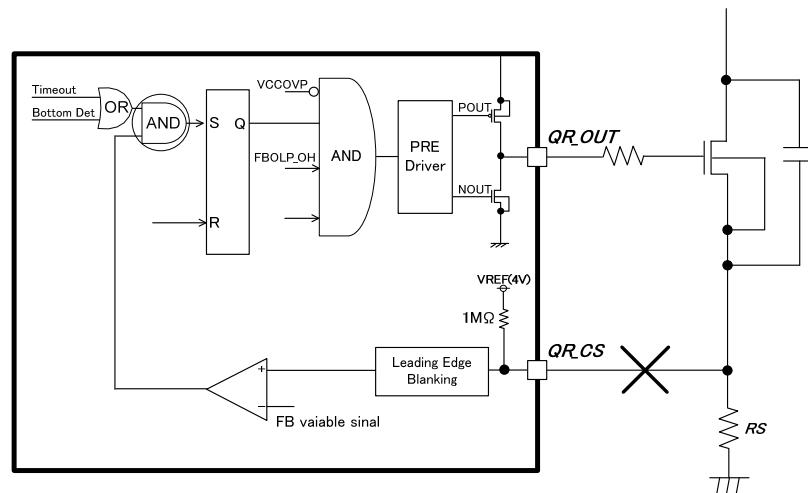 Timeout
Bottom Det
OR
AND
S
Q
R
VCCOVP
FBOLP_OH
AND
PRE
Driver
POUT
NOUT
QR_OUT
VREF(4V)
1MΩ
QR_CS
Leading Edge
Blanking
+
−
FB vaiable sinal
RS